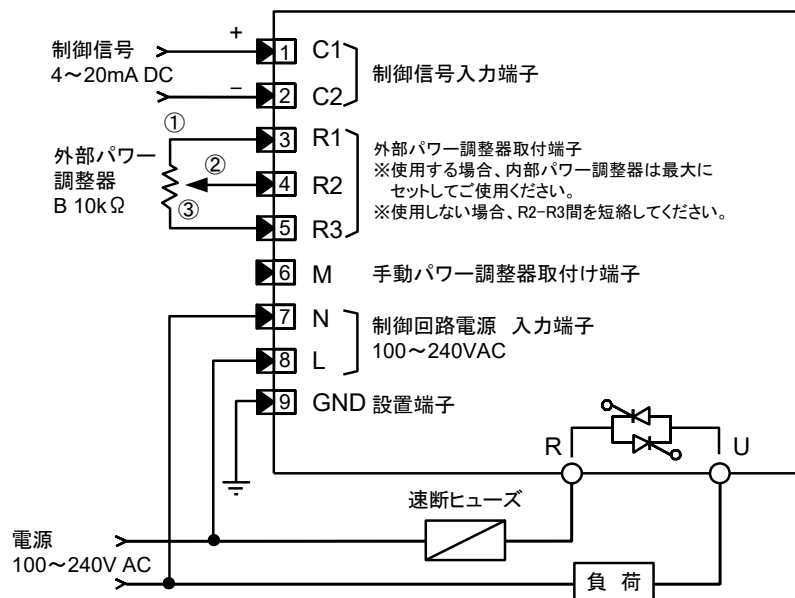 制御信号
4～20mA DC
+
−
1 C1
2 C2
制御信号入力端子
外部パワー
調整器
B 10kΩ
①
②
③
3 R1
4 R2
5 R3
外部パワー調整器取付端子
※使用する場合、内部パワー調整器は最大に
セットしてご使用ください。
※使用しない場合、R2-R3間を短絡してください。
6 M 手動パワー調整器取付け端子
7 N
8 L
制御回路電源 入力端子
100～240VAC
9 GND 設置端子
R
U
速断ヒューズ
電源
100～240V AC
負 荷